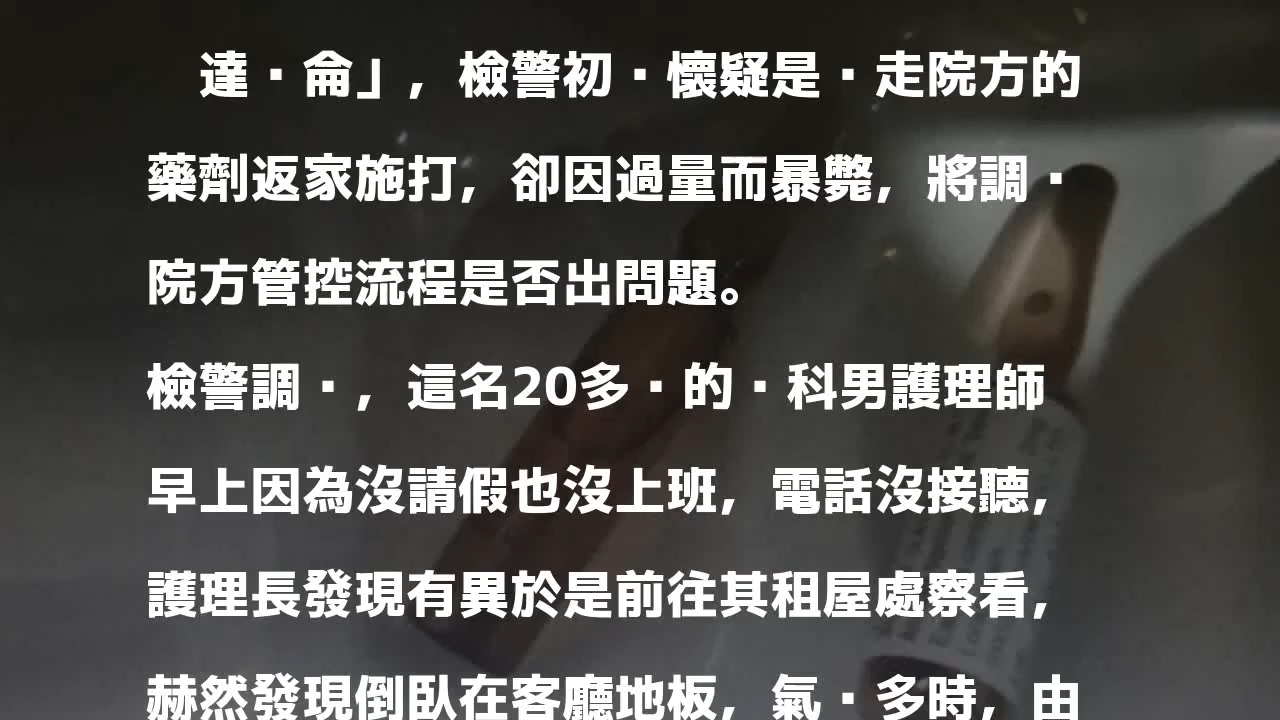 達·侖」，檢警初·懷疑是·走院方的
藥劑返家施打，卻因過量而暴斃，將調·
院方管控流程是否出問題。
檢警調·，這名20多·的·科男護理師
早上因為沒請假也沒上班，電話沒接聽，
護理長發現有異於是前往其租屋處察看，
赫然發現倒臥在客廳地板，氣·多時，由